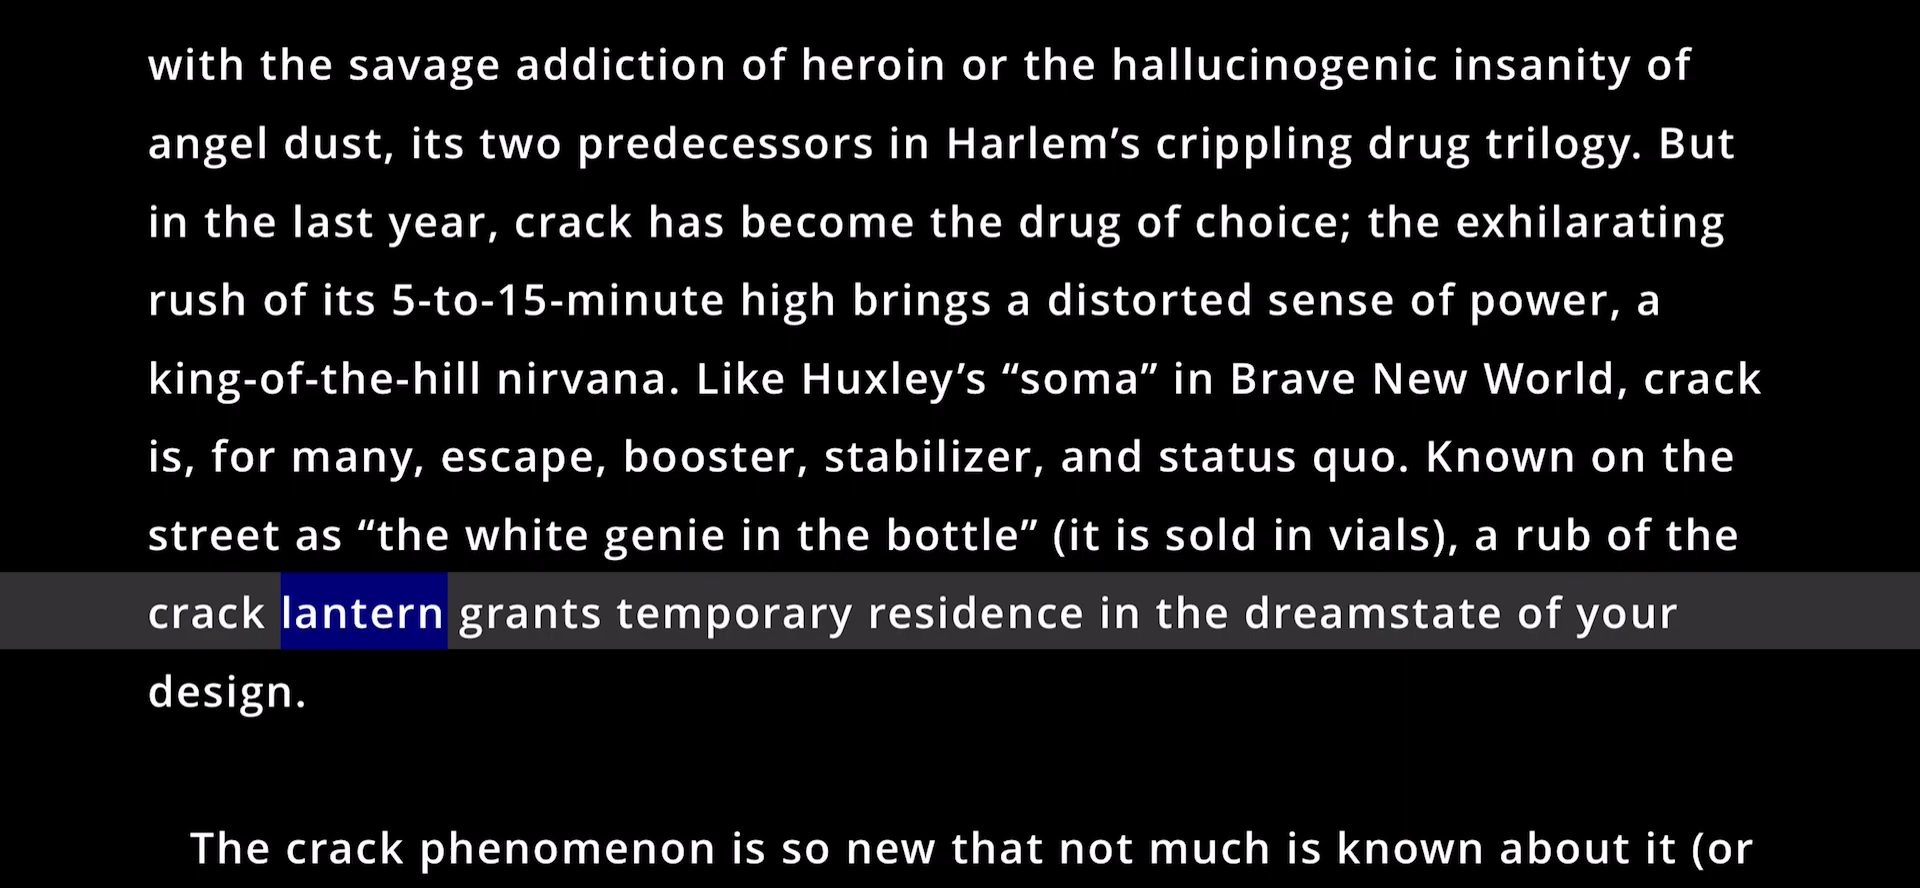 with the savage addiction of heroin or the hallucinogenic insanity of
angel dust, its two predecessors in Harlem’s crippling drug trilogy. But
in the last year, crack has become the drug of choice; the exhilarating
rush of its 5-to-15-minute high brings a distorted sense of power, a
king-of-the-hill nirvana. Like Huxley’s “soma” in Brave New World, crack
is, for many, escape, booster, stabilizer, and status quo. Known on the
street as “the white genie in the bottle” (it is sold in vials), a rub of the
crack lantern grants temporary residence in the dreamstate of your
design.
The crack phenomenon is so new that not much is known about it (or